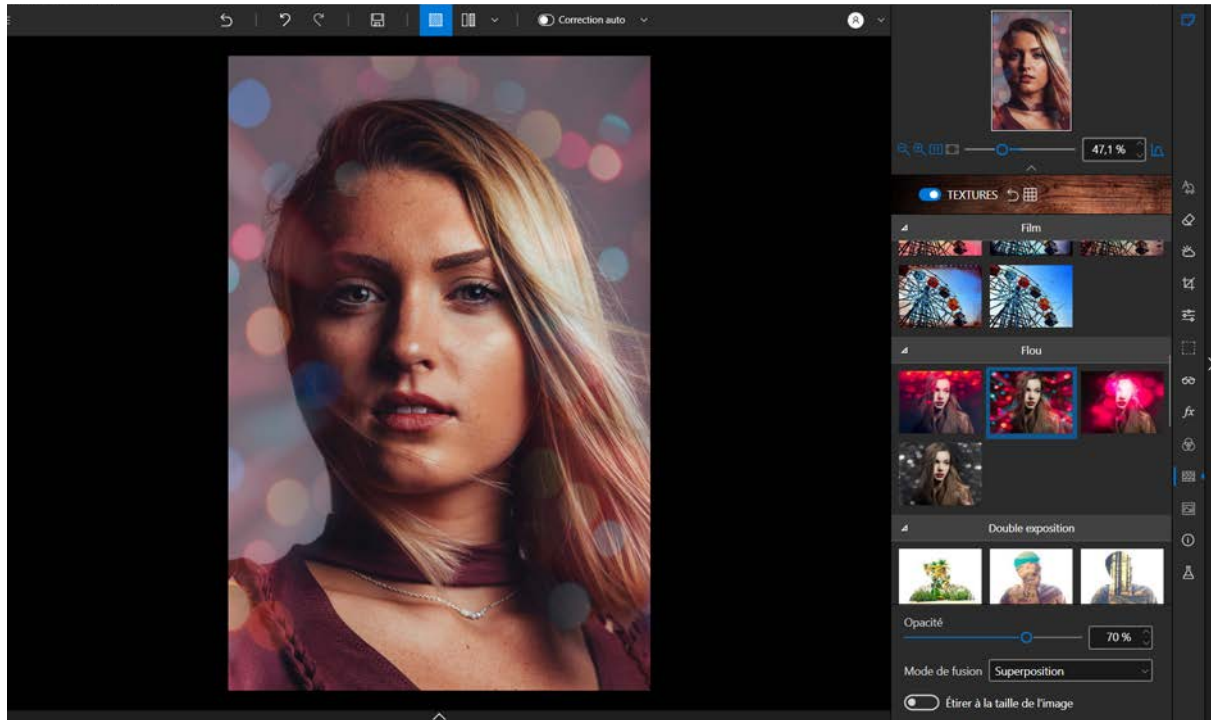 Correction auto
47,1 %
TEXTURES
Film
Flou
Double exposition
Opacité
70 %
Mode de fusion Superposition
Étirer à la taille de l'image